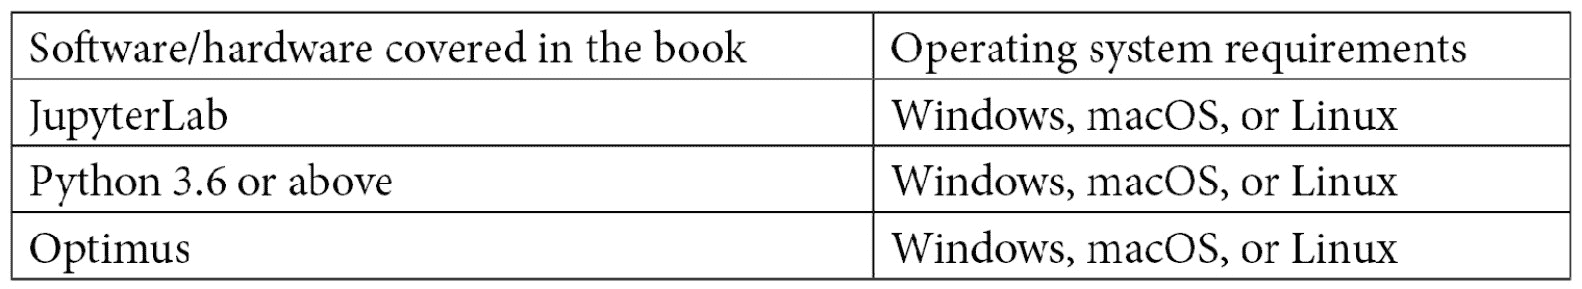 Software/hardware covered in the book Operating system requirements
JupyterLab Windows, macOS, or Linux
Python 3.6 or above Windows, macOS, or Linux
Optimus Windows, macOS, or Linux